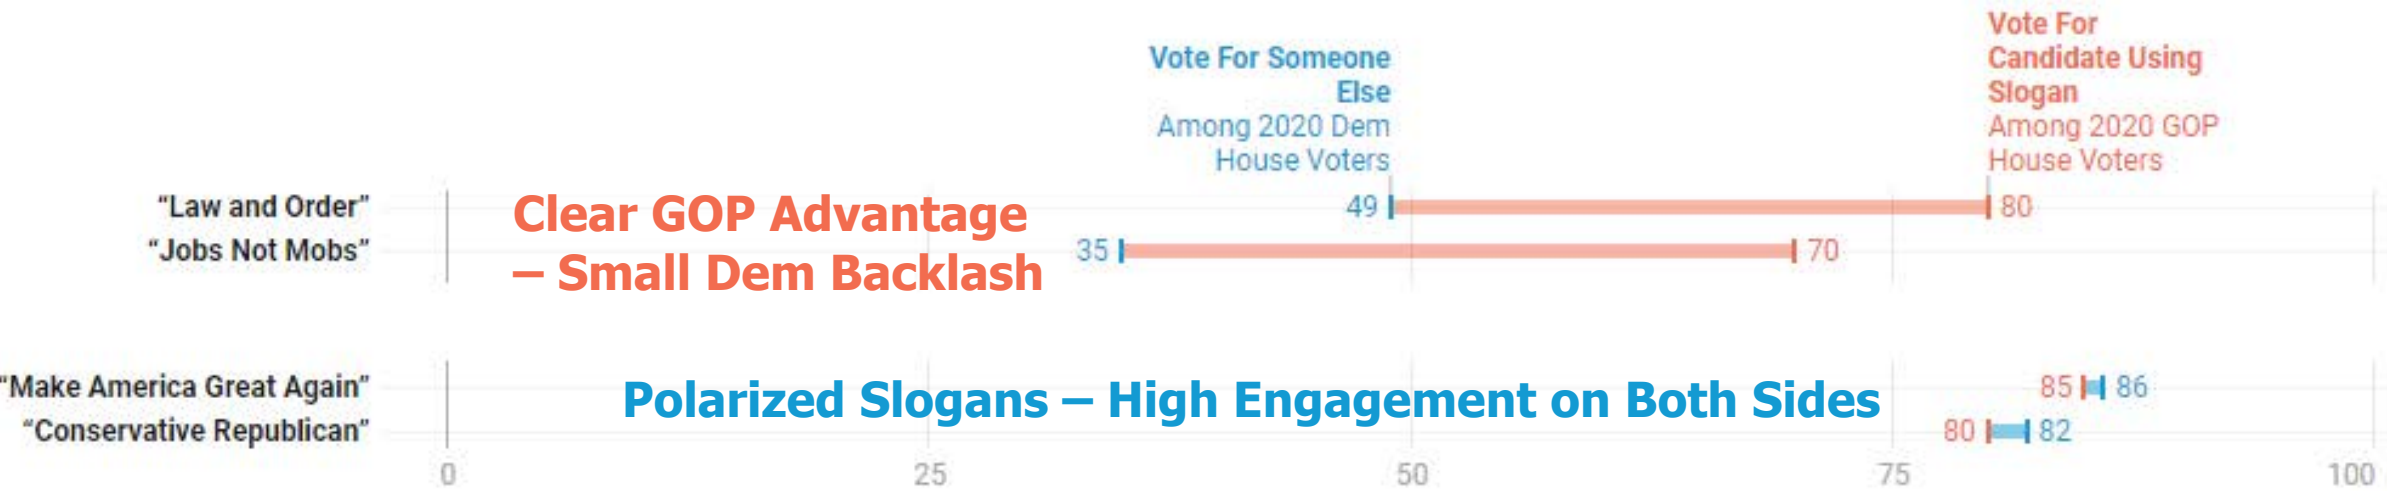 Vote For Someone
Else
Among 2020 Dem
House Voters
Vote For
Candidate Using
Slogan
Among 2020 GOP
House Voters
“Law and Order”
49
80
“Jobs Not Mobs”
35
70
Clear GOP Advantage
– Small Dem Backlash
“Make America Great Again”
85
86
“Conservative Republican”
80
82
Polarized Slogans – High Engagement on Both Sides
0
25
50
75
100